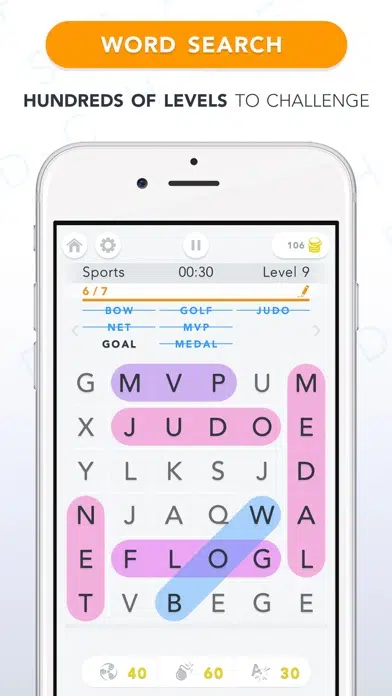 WORD SEARCH
HUNDREDS OF LEVELS TO CHALLENGE
106
Sports 00:30 Level 9
6 / 7
BOW GOLF JUDO
NET MVP
GOAL MEDAL
G M V P U M
X J U D O E
Y L K S J D
N J A Q W A
E F L O G L
T V B E G E
40 60 30